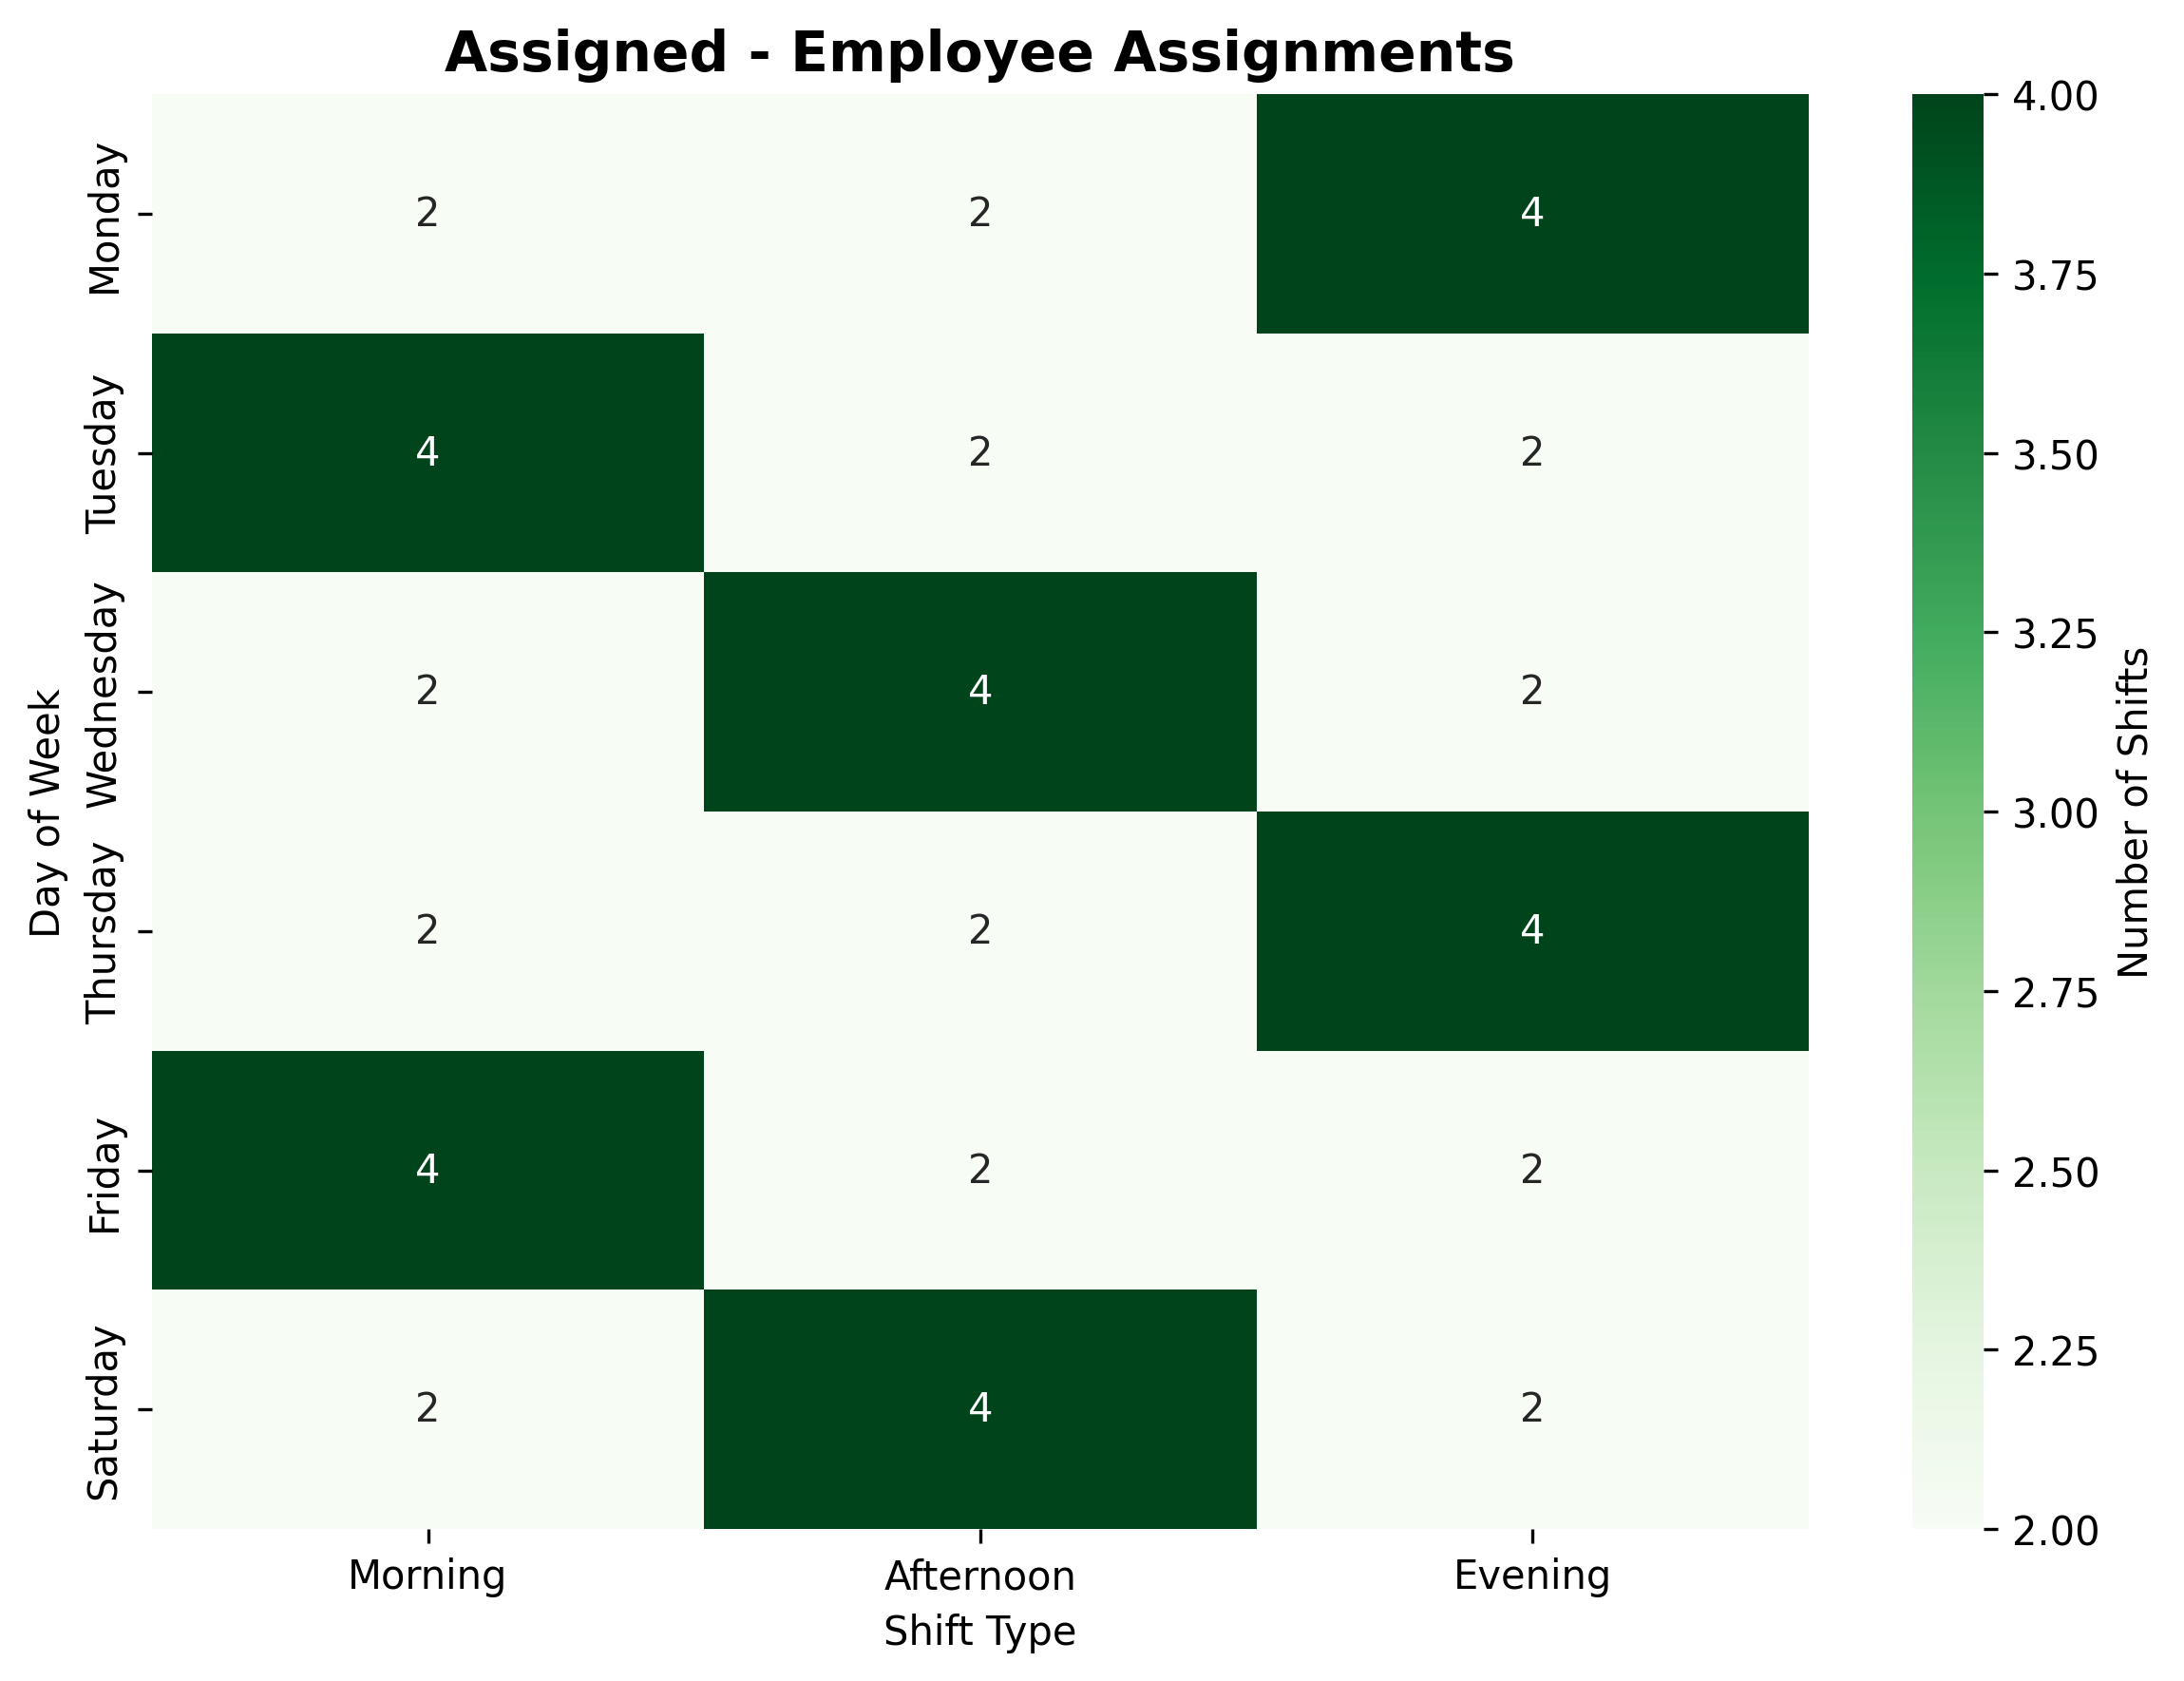 Assigned - Employee Assignments
Monday 2 2 4
Tuesday 4 2 2
Wednesday 2 4 2
Thursday 2 2 4
Friday 4 2 2
Saturday 2 4 2
Day of Week
Morning Afternoon Evening
Shift Type
4.00
3.75
3.50
3.25
3.00
2.75
2.50
2.25
2.00
Number of Shifts